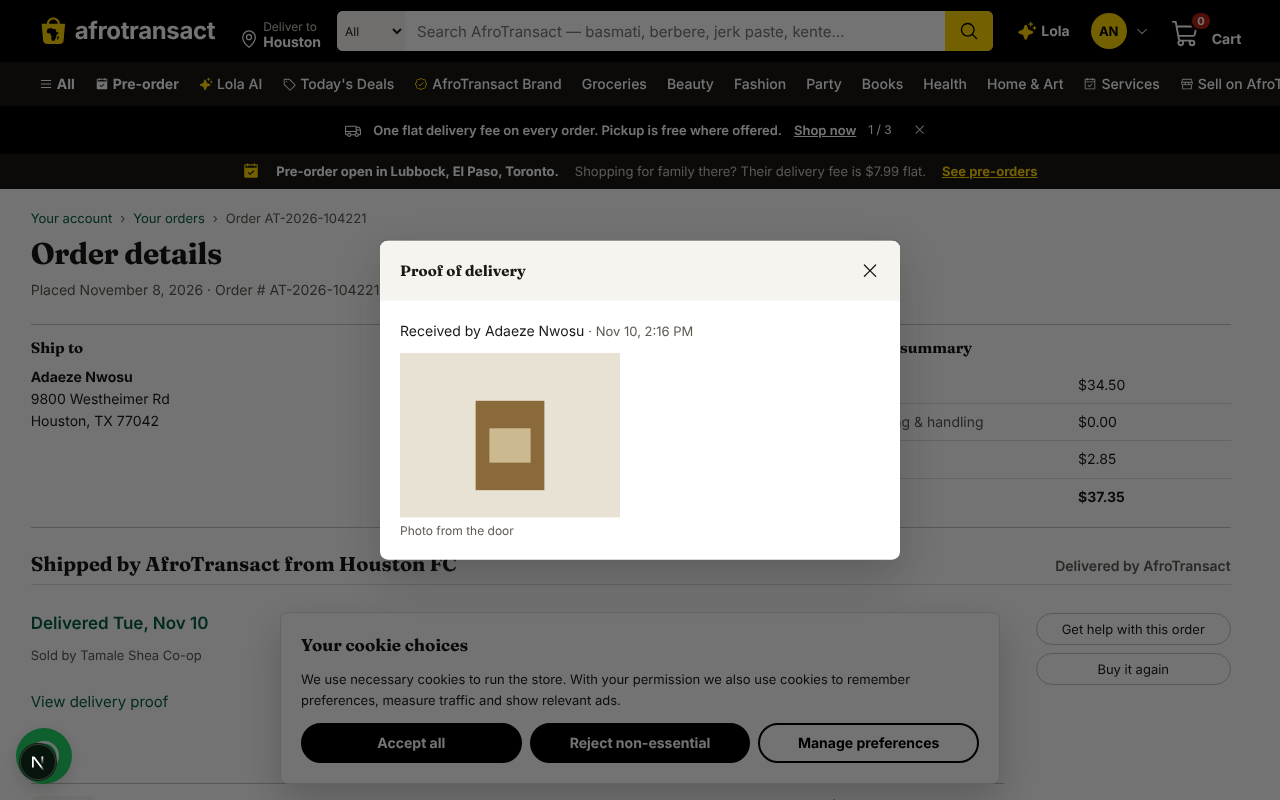 afrotransact
Deliver to
Houston
All
Search AfroTransact — basmati, berbere, jerk paste, kente...
Lola
AN
0
Cart
All
Pre-order
Lola AI
Today's Deals
AfroTransact Brand
Groceries
Beauty
Fashion
Party
Books
Health
Home & Art
Services
Sell on AfroT
One flat delivery fee on every order. Pickup is free where offered. Shop now 1 / 3
Pre-order open in Lubbock, El Paso, Toronto. Shopping for family there? Their delivery fee is $7.99 flat. See pre-orders
Your account › Your orders › Order AT-2026-104221
Order details
Placed November 8, 2026 · Order # AT-2026-104221
Proof of delivery
Received by Adaeze Nwosu · Nov 10, 2:16 PM
Photo from the door
Ship to
Adaeze Nwosu
9800 Westheimer Rd
Houston, TX 77042
summary
$34.50
g & handling $0.00
$2.85
$37.35
Shipped by AfroTransact from Houston FC
Delivered by AfroTransact
Delivered Tue, Nov 10
Sold by Tamale Shea Co-op
View delivery proof
Get help with this order
Buy it again
Your cookie choices
We use necessary cookies to run the store. With your permission we also use cookies to remember
preferences, measure traffic and show relevant ads.
Accept all
Reject non-essential
Manage preferences
N